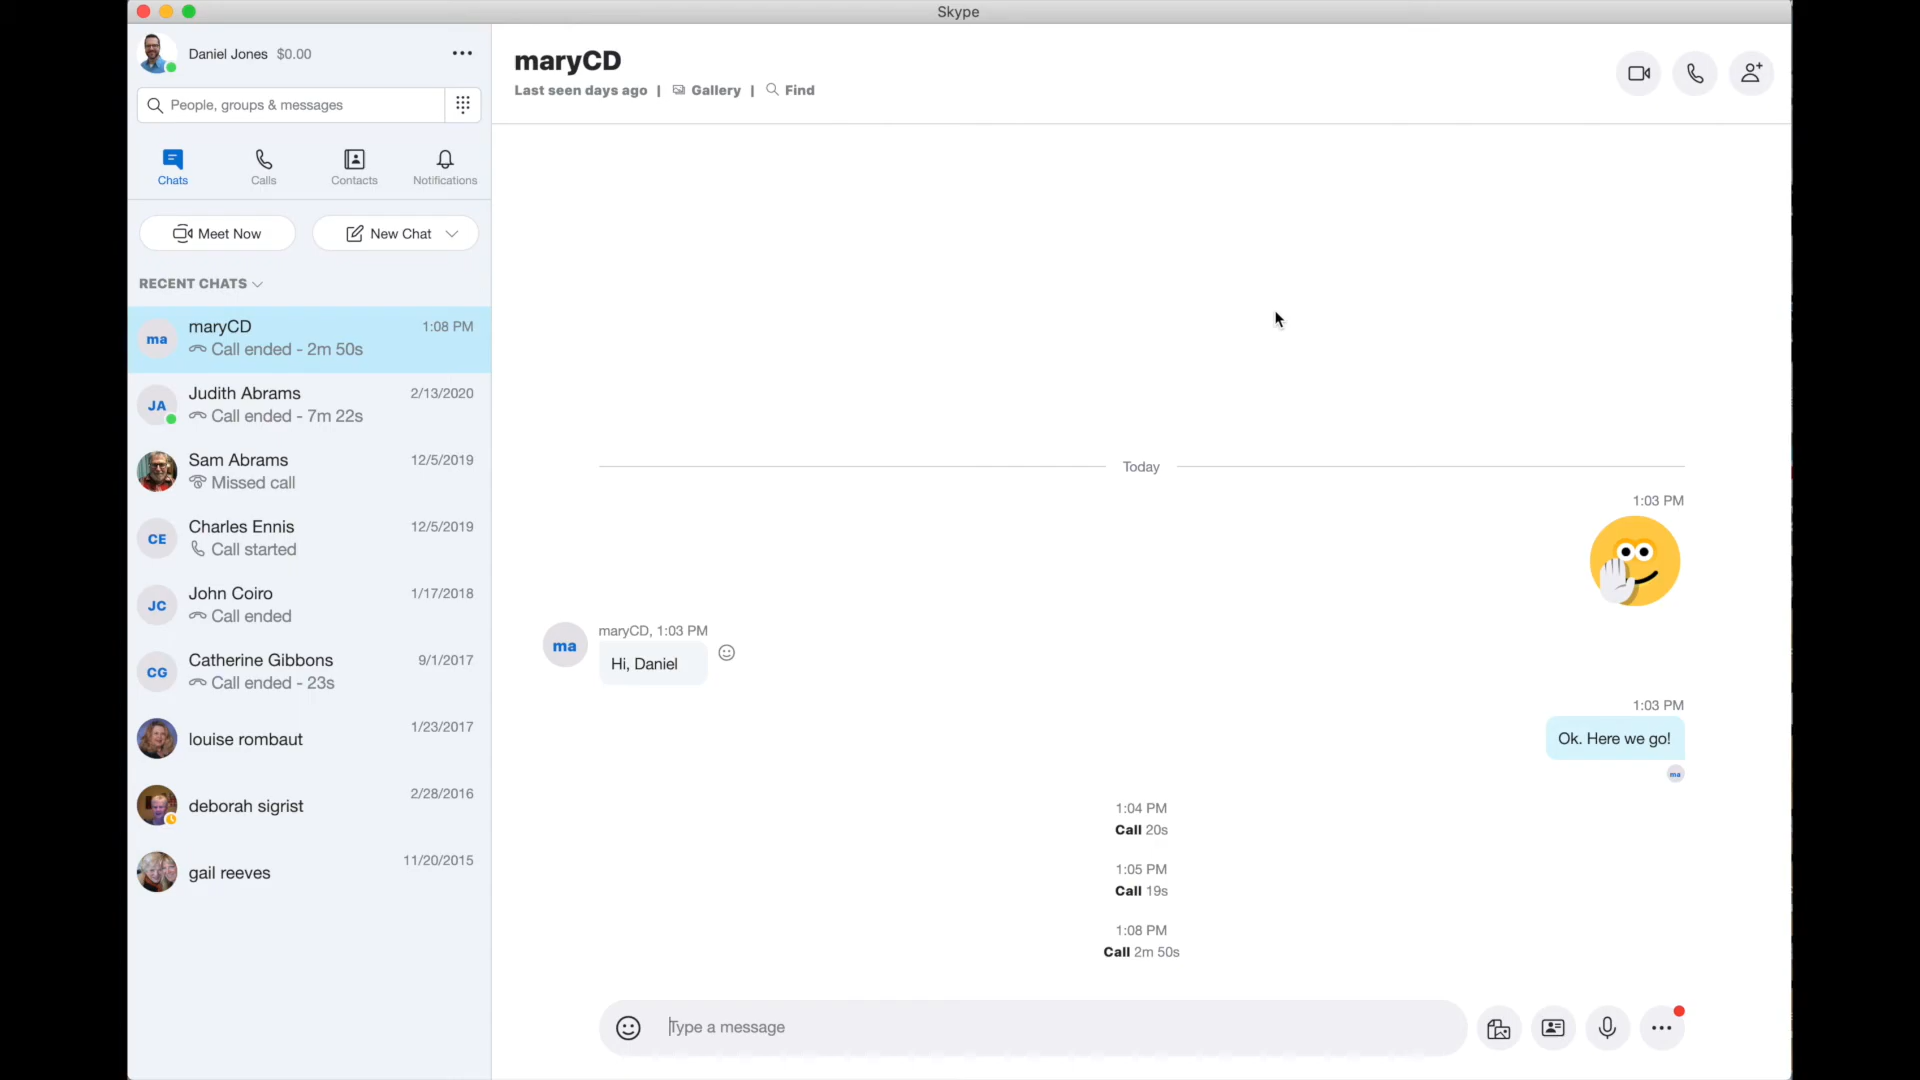 Skype
Daniel Jones $0.00
People, groups & messages
Chats
Calls
Contacts
Notifications
Meet Now
New Chat
RECENT CHATS
ma
maryCD
1:08 PM
Call ended - 2m 50s
JA
Judith Abrams
2/13/2020
Call ended - 7m 22s
Sam Abrams
12/5/2019
Missed call
CE
Charles Ennis
12/5/2019
Call started
JC
John Coiro
1/17/2018
Call ended
CG
Catherine Gibbons
9/1/2017
Call ended - 23s
louise rombaut
1/23/2017
deborah sigrist
2/28/2016
gail reeves
11/20/2015
maryCD
Last seen days ago | Gallery | Find
Today
1:03 PM
ma
maryCD, 1:03 PM
Hi, Daniel
1:03 PM
Ok. Here we go!
ma
1:04 PM
Call 20s
1:05 PM
Call 19s
1:08 PM
Call 2m 50s
Type a message